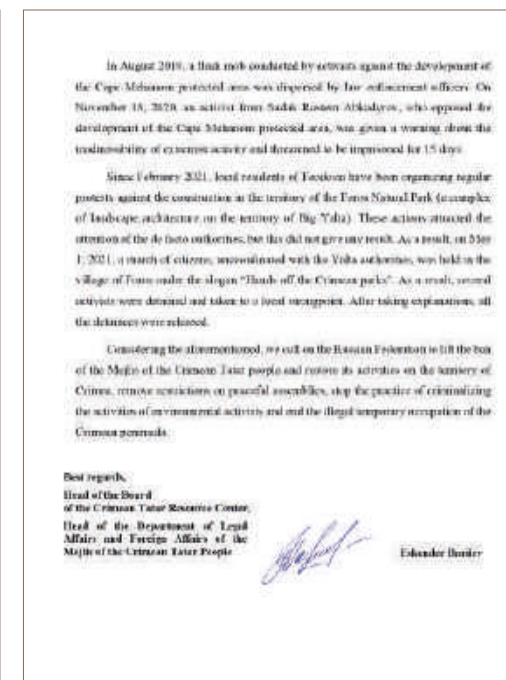 In August 2019, a flash mob conducted by activists against the development of
the Cape Mehanom protected area was dispersed by law enforcement officers. On
November 18, 2020, an activist from Sudak Rustem Abkadyrov, who opposed the
development of the Cape Mehanom protected area, was given a warning about the
inadmissibility of extremist activity and threatened to be imprisoned for 15 days.
Since February 2021, local residents of have been organizing regular
protests against the construction in the territory of the Foros Natural Park (a complex
of landscape architecture on the territory of Big Yalta). These actions attracted the
attention of the de facto authorities, but this did not give any result. As a result, on May
1, 2021, a march of citizens, uncoordinated with the Yalta authorities, was held in the
village of Foros under the slogan "Hands off the Crimean parks". As a result, several
activists were detained and taken to a local strongpoint. After taking explanations, all
the detainees were released.
Considering the aforementioned, we call on the Russian Federation to lift the ban
of the Mejlis of the Crimean Tatar people and restore its activities on the territory of
Crimea, remove restrictions on peaceful assemblies, stop the practice of criminalizing
the activities of environmental activists and end the illegal temporary occupation of the
Crimean peninsula.
Best regards,
Head of the Board
of the Crimean Tatar Resource Center,
Head of the Department of Legal
Affairs and Foreign Affairs of the
Mejlis of the Crimean Tatar People
Eskender Bariiev